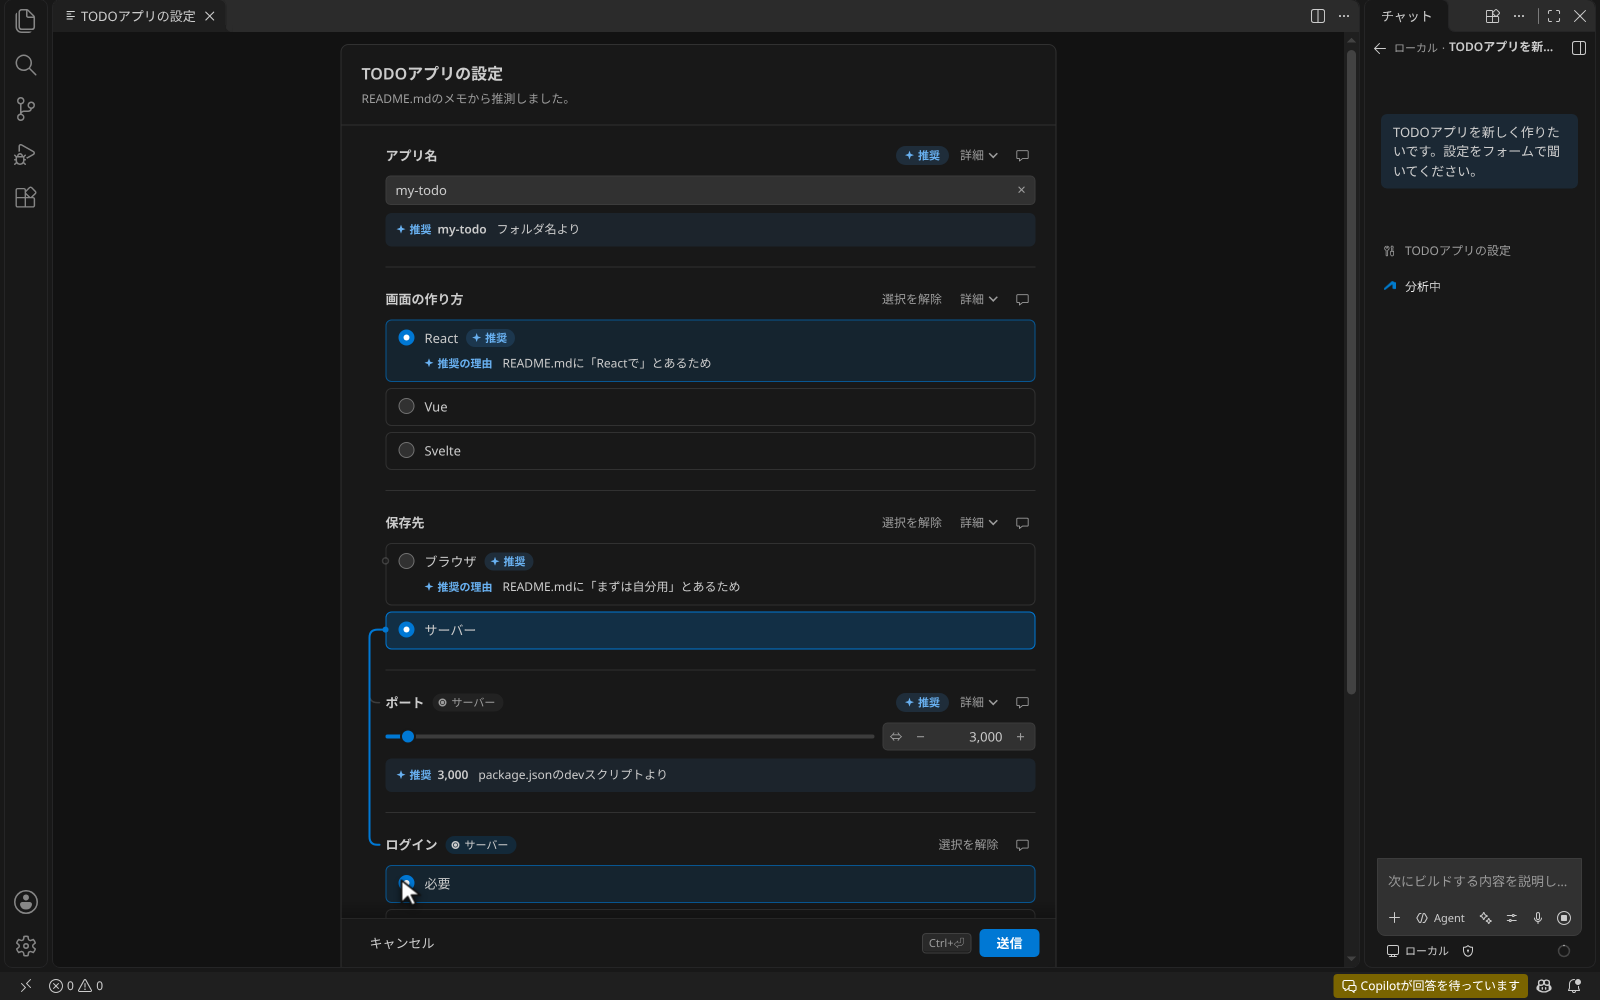 TODOアプリの設定
チャット
ローカル · TODOアプリを新...
TODOアプリの設定
README.mdのメモから推測しました。
アプリ名
推奨
詳細
my-todo
推奨 my-todo フォルダ名より
画面の作り方
選択を解除
詳細
React
推奨
推奨の理由 README.mdに「Reactで」とあるため
Vue
Svelte
保存先
選択を解除
詳細
ブラウザ
推奨
推奨の理由 README.mdに「まずは自分用」とあるため
サーバー
ポート
サーバー
推奨
詳細
3,000
推奨 3,000 package.jsonのdevスクリプトより
ログイン
サーバー
選択を解除
必要
キャンセル
Ctrl+⏎
送信
TODOアプリを新しく作りた
いです。設定をフォームで聞
いてください。
TODOアプリの設定
分析中
次にビルドする内容を説明し...
Agent
ローカル
0
0
Copilotが回答を待っています